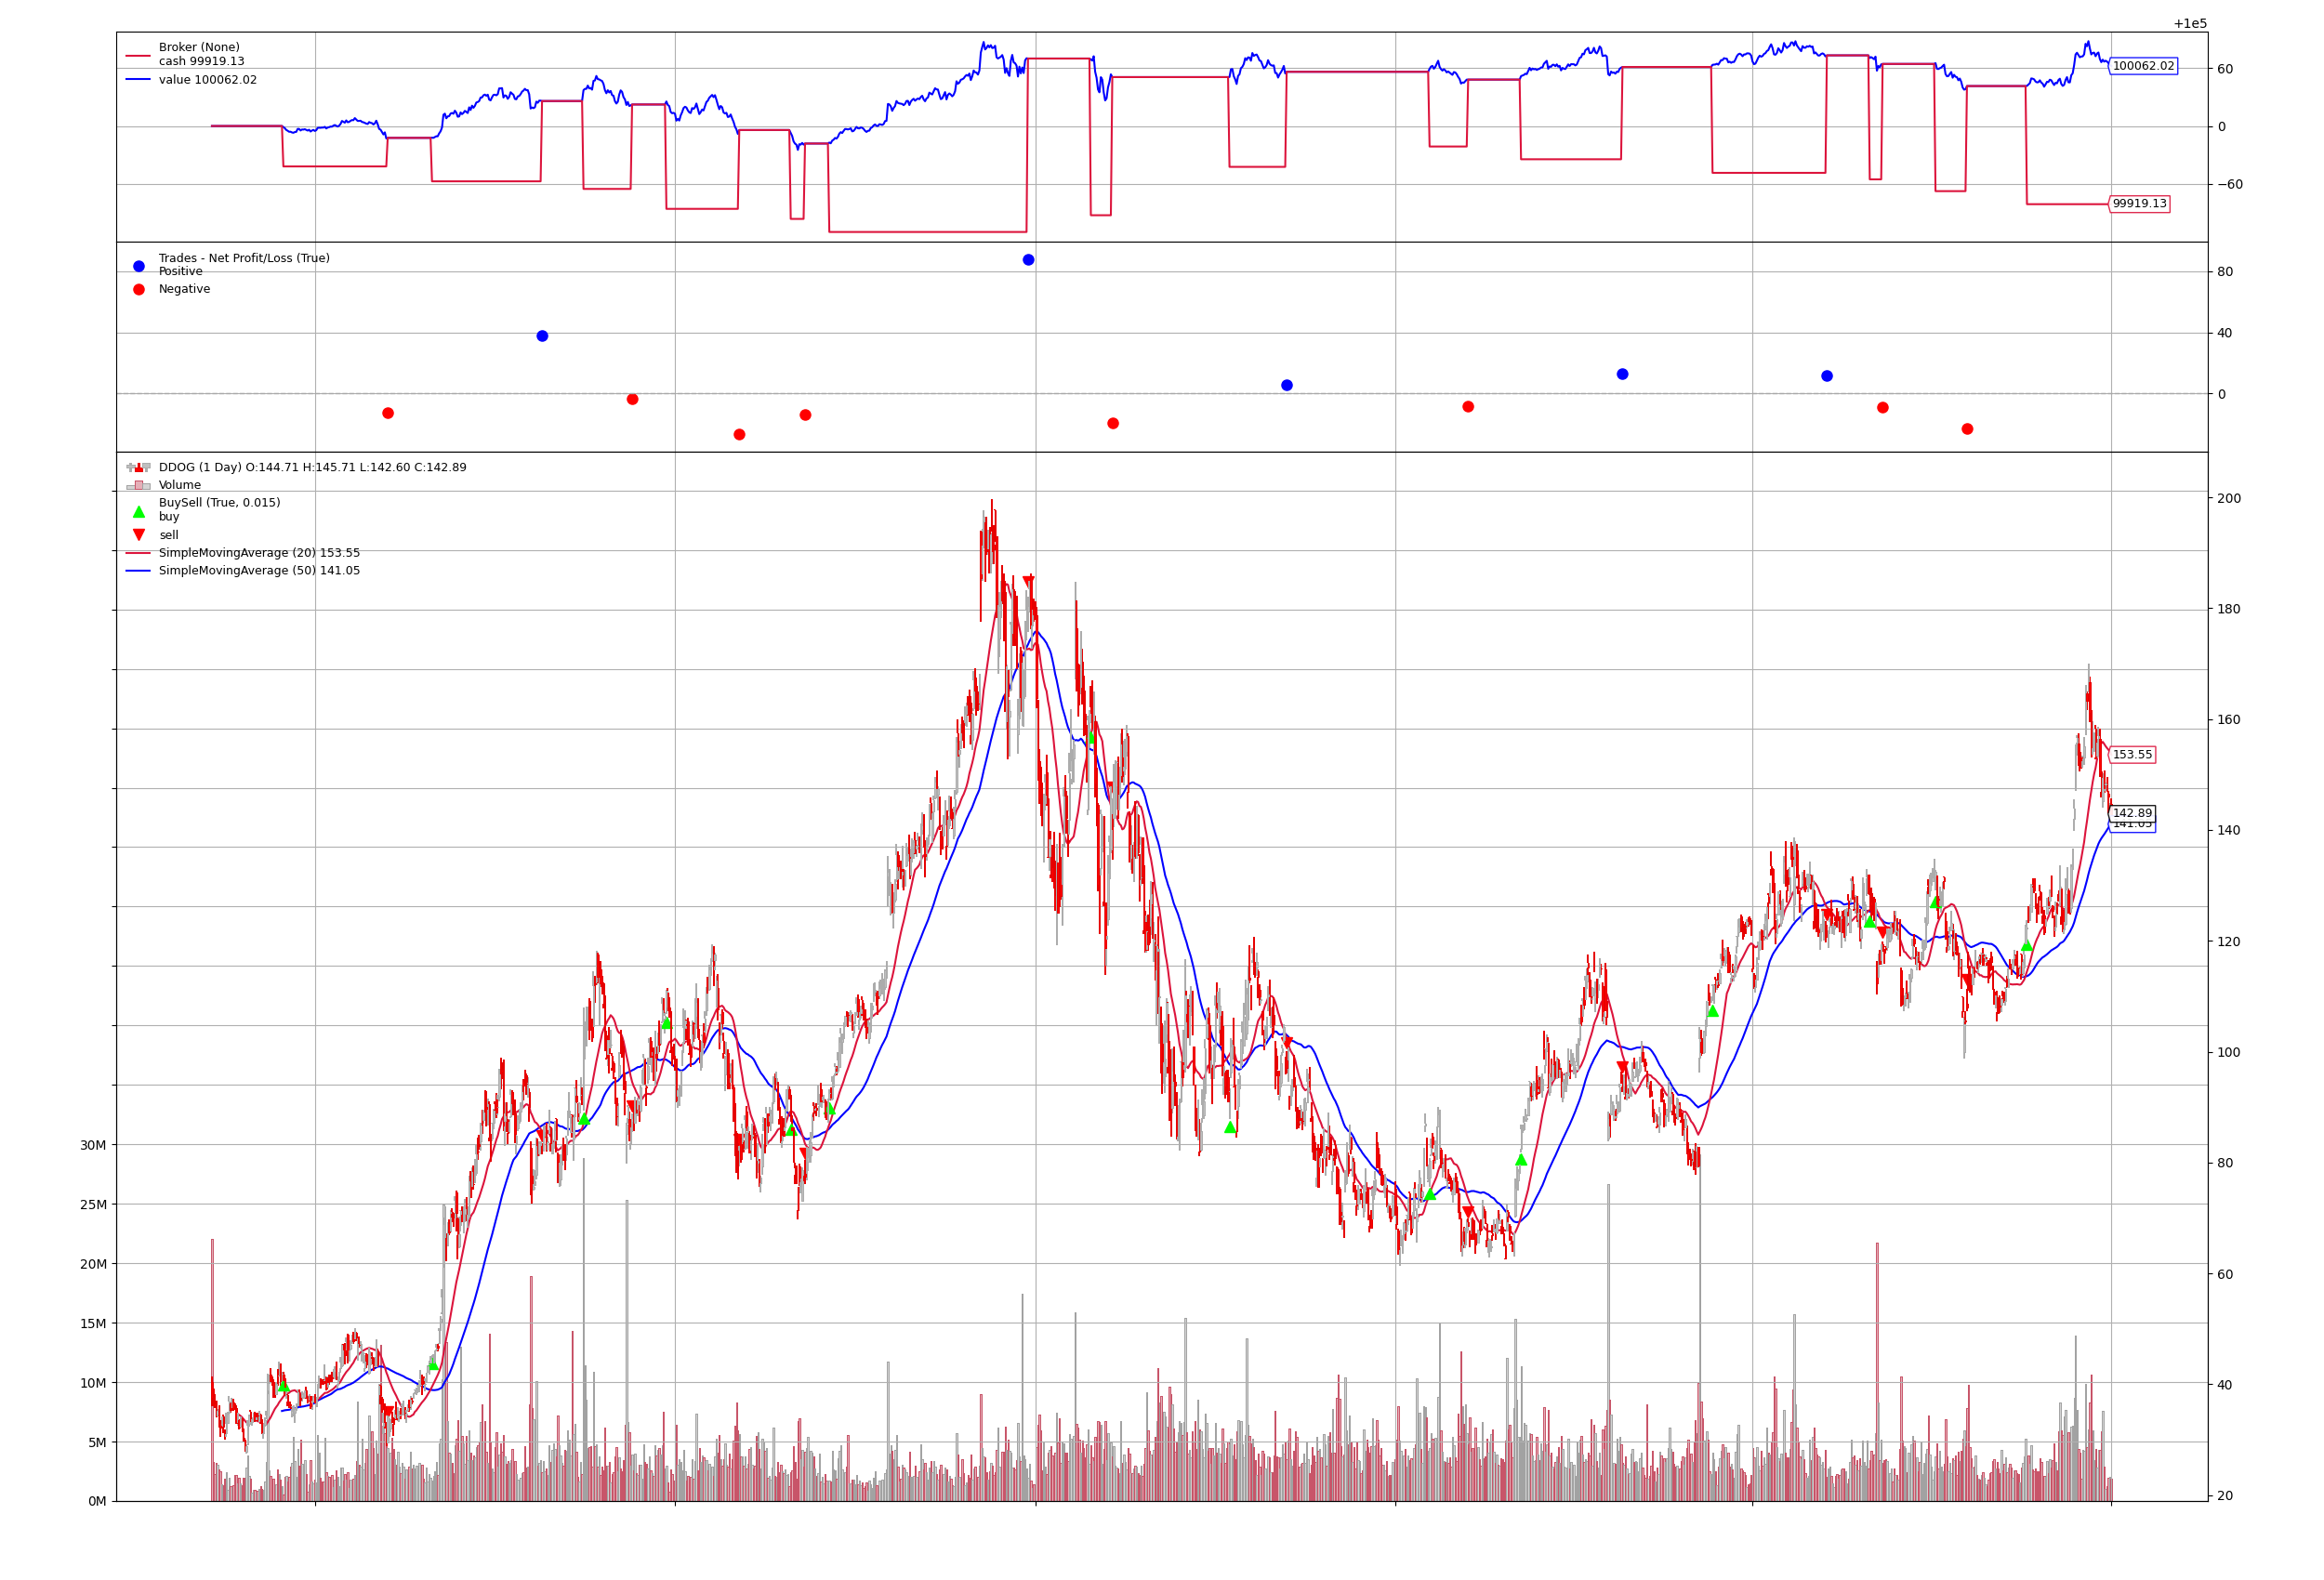 +1e5
Broker (None)
cash 99919.13
value 100062.02
100062.02
60
0
−60
99919.13
Trades - Net Profit/Loss (True)
Positive
Negative
80
40
0
DDOG (1 Day) O:144.71 H:145.71 L:142.60 C:142.89
Volume
BuySell (True, 0.015)
buy
sell
SimpleMovingAverage (20) 153.55
SimpleMovingAverage (50) 141.05
200
180
160
153.55
142.89
141.05
140
120
100
80
60
40
20
30M
25M
20M
15M
10M
5M
0M